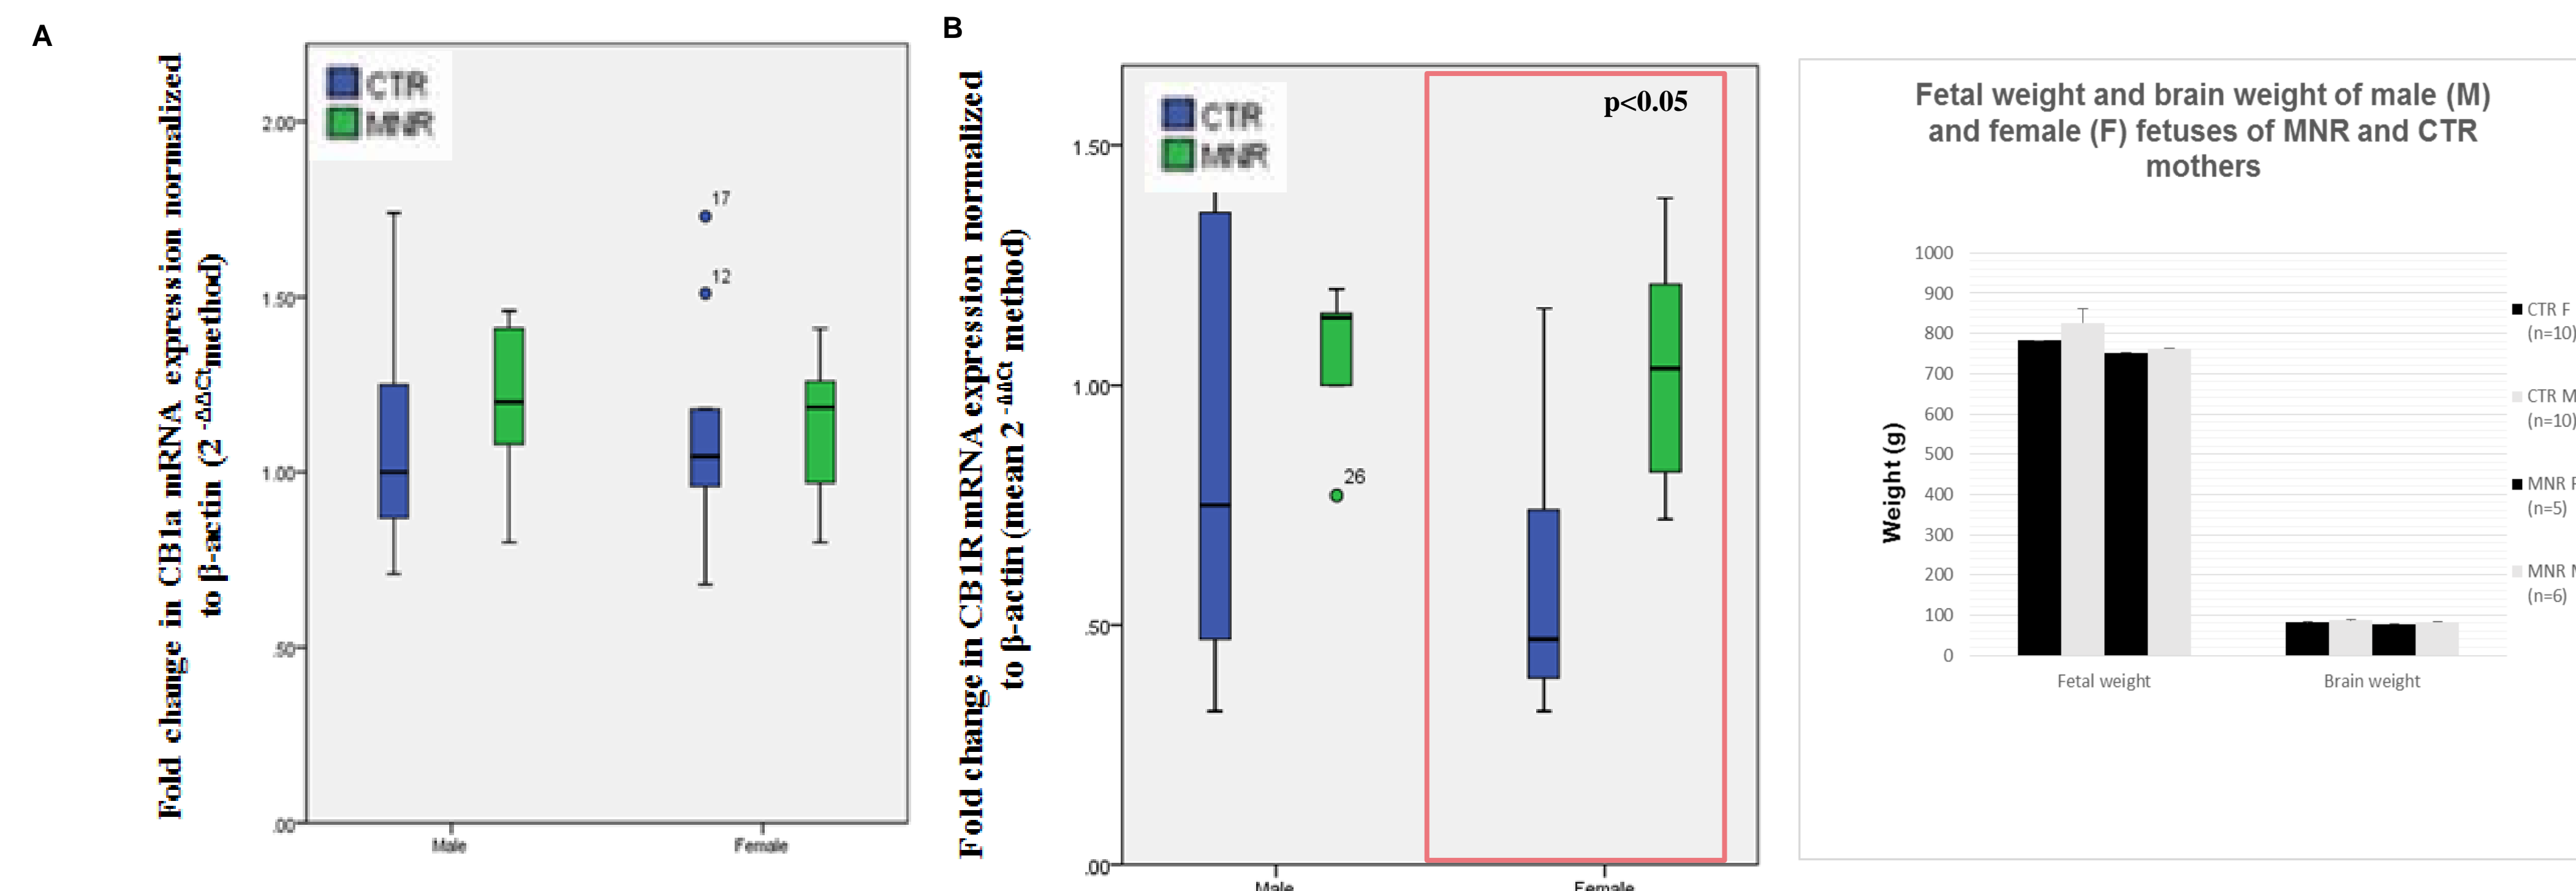 A
Fold change in CB1a mRNA expression normalized
to β-actin (2 -ΔΔCt method)
CTR
MNR
2.00
1.50
1.00
.50
.00
17
12
Male
Female
B
Fold change in CB1R mRNA expression normalized
to β-actin (mean 2 -ΔΔCt method)
CTR
MNR
p<0.05
1.50
1.00
.50
.00
26
Male
Female
Fetal weight and brain weight of male (M)
and female (F) fetuses of MNR and CTR
mothers
Weight (g)
1000
900
800
700
600
500
400
300
200
100
0
Fetal weight
Brain weight
CTR F
(n=10)
CTR M
(n=10)
MNR F
(n=5)
MNR M
(n=6)